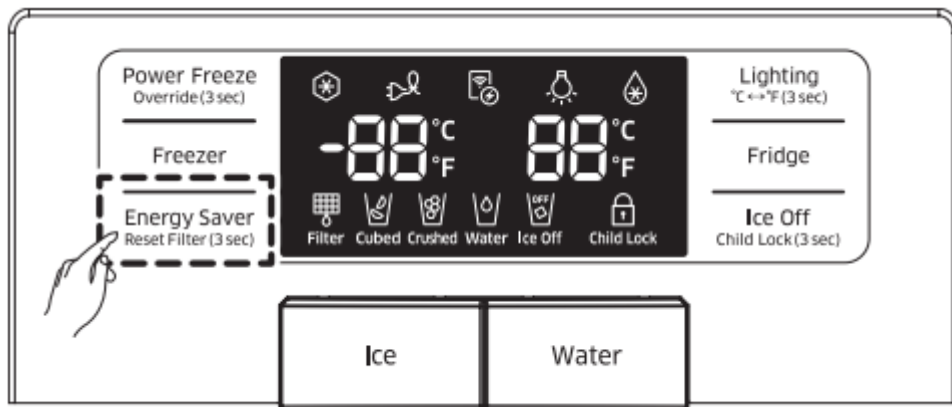 Power Freeze
Override (3 sec)
Freezer
Energy Saver
Reset Filter (3 sec)
-88 °C °F
88 °C °F
Filter Cubed Crushed Water Ice Off Child Lock
OFF
Lighting
°C↔°F (3 sec)
Fridge
Ice Off
Child Lock (3 sec)
Ice
Water